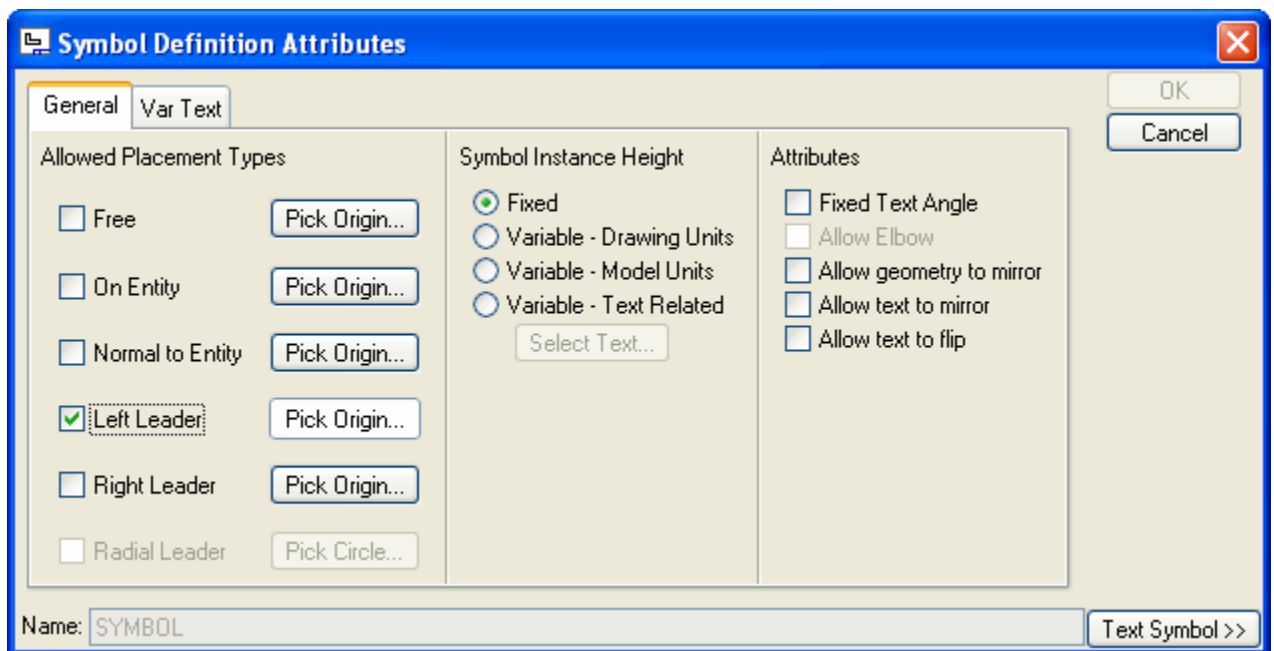 Symbol Definition Attributes
General
Var Text
OK
Cancel
Allowed Placement Types
Free
Pick Origin...
On Entity
Pick Origin...
Normal to Entity
Pick Origin...
Left Leader
Pick Origin...
Right Leader
Pick Origin...
Radial Leader
Pick Circle...
Symbol Instance Height
Fixed
Variable - Drawing Units
Variable - Model Units
Variable - Text Related
Select Text...
Attributes
Fixed Text Angle
Allow Elbow
Allow geometry to mirror
Allow text to mirror
Allow text to flip
Name: SYMBOL
Text Symbol >>